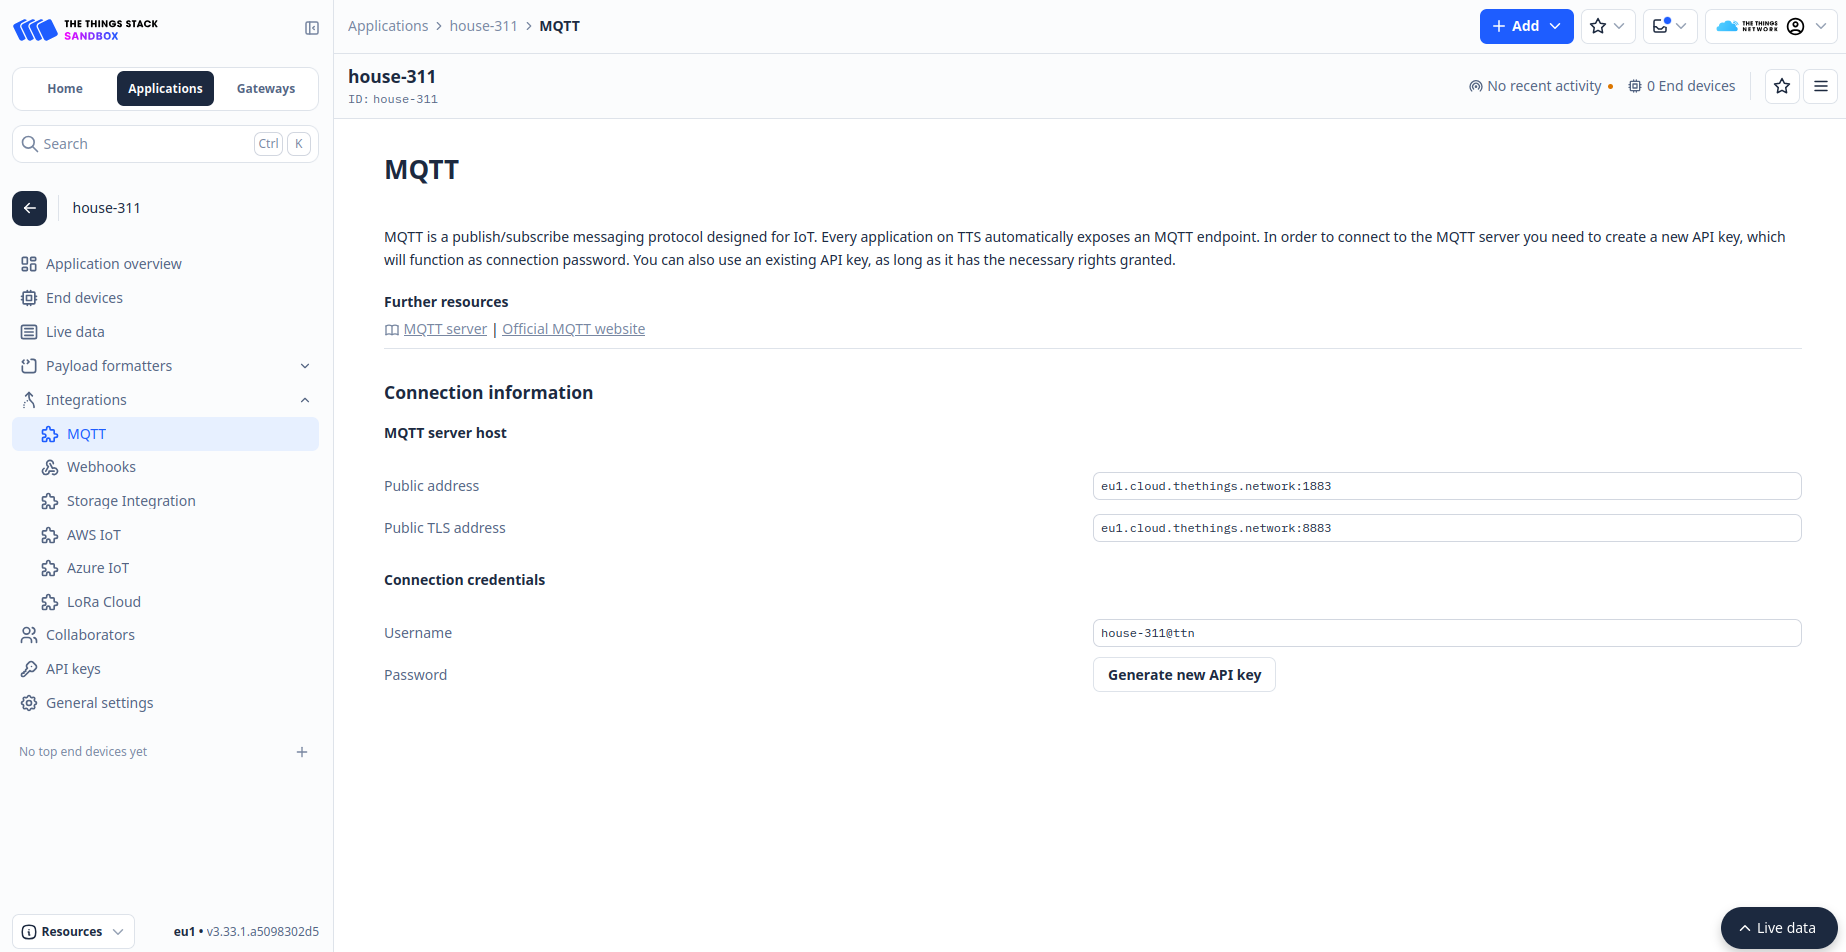 THE THINGS STACK
SANDBOX
Home
Applications
Gateways
Search
Ctrl
K
house-311
Application overview
End devices
Live data
Payload formatters
Integrations
MQTT
Webhooks
Storage Integration
AWS IoT
Azure IoT
LoRa Cloud
Collaborators
API keys
General settings
No top end devices yet
Resources
eu1 • v3.33.1.a5098302d5
Applications > house-311 > MQTT
Add
THE THINGS
NETWORK
house-311
ID: house-311
No recent activity
0 End devices
MQTT
MQTT is a publish/subscribe messaging protocol designed for IoT. Every application on TTS automatically exposes an MQTT endpoint. In order to connect to the MQTT server you need to create a new API key, which
will function as connection password. You can also use an existing API key, as long as it has the necessary rights granted.
Further resources
MQTT server | Official MQTT website
Connection information
MQTT server host
Public address
eu1.cloud.thethings.network:1883
Public TLS address
eu1.cloud.thethings.network:8883
Connection credentials
Username
house-311@ttn
Password
Generate new API key
Live data